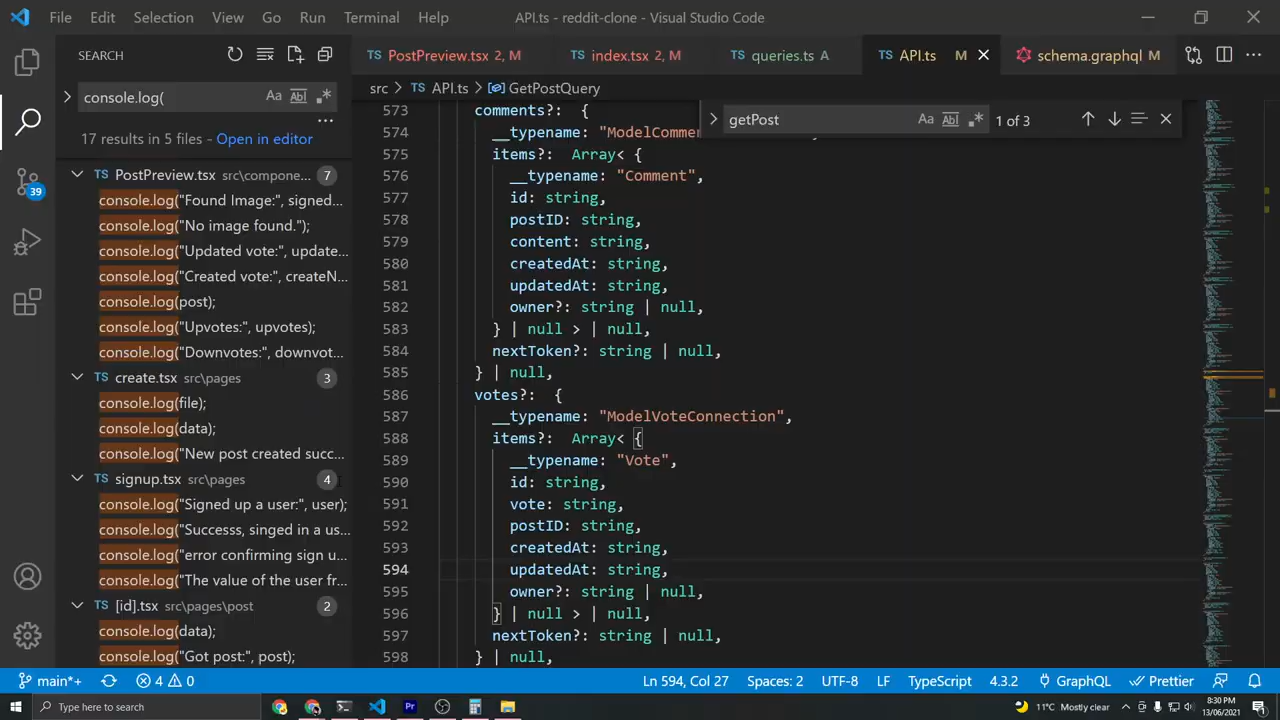 File Edit Selection View Go Run Terminal Help API.ts - reddit-clone - Visual Studio Code
SEARCH
PostPreview.tsx 2, M
index.tsx 2, M
queries.ts A
API.ts
schema.graphql M
src > API.ts > GetPostQuery
console.log(
17 results in 5 files - Open in editor
getPos
1 of 3
PostPreview.tsx src\compone...
console.log("Found Image:", signe...
console.log("No image found");
console.log("Updated vote:", upda...
console.log("Created vote:", createN...
console.log(post);
console.log("Upvotes:", upvotes);
console.log("Downvotes:", downv...
create.tsx src\pages
console.log(file);
console.log(data);
console.log("New post created suc...
signup.tsx src\pages
console.log("Signed up a user:", user);
console.log("Success, singed in a u...
console.log("error confirming sign u...
console.log("The value of the user
[id].tsx src\pages\post 2
console.log(data);
console.log("Got post:", post);
573 comments?: {
574 __typename: "ModelCommen
575 items?: Array< {
576 __typename: "Comment",
577 id: string,
578 postID: string,
579 content: string,
580 createdAt: string,
581 updatedAt: string,
582 owner?: string | null,
583 } | null > | null,
584 nextToken?: string | null,
585 } | null,
586 votes?: {
587 __typename: "ModelVoteConnection
588 items?: Array< {
589 __typename: "Vote",
590 id: string,
591 string,
592 postID: string,
593 createdAt: string,
594 updatedAt: string,
595 owner?: string | null,
596 } | null > | null,
597 nextToken?: string | null,
598 } | null,
39
main* 4 0 Ln 594, Col 27 Spaces: 2 UTF-8 LF TypeScript 4.3.2 GraphQL Prettier
Type here to search
11°C Mostly clear
8:30 PM
13/06/2021